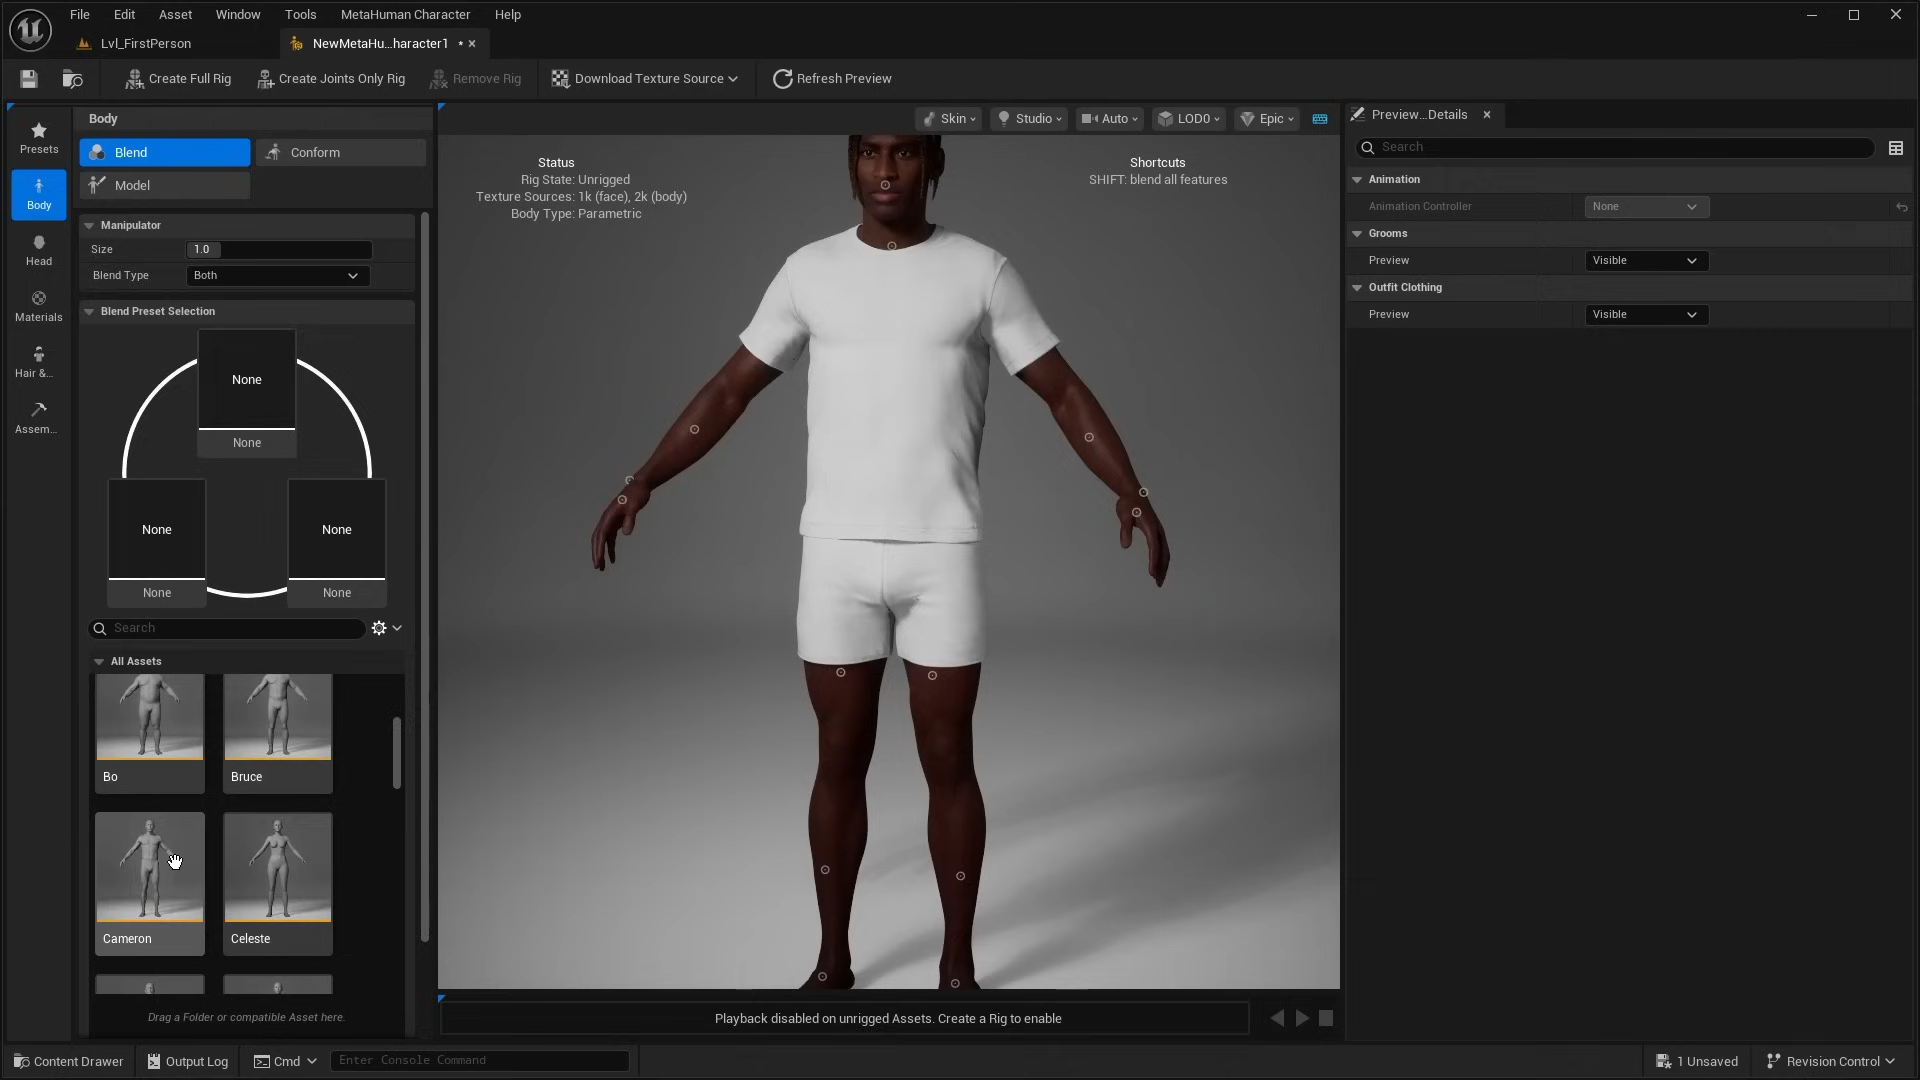 File Edit Asset Window Tools MetaHuman Character Help
Lvl_FirstPerson
NewMetaHu...haracter1 •
Create Full Rig
Create Joints Only Rig
Remove Rig
Download Texture Source
Refresh Preview
Presets
Body
Head
Materials
Hair &...
Assem...
Body
Blend
Conform
Model
Manipulator
Size 1.0
Blend Type Both
Blend Preset Selection
None
None
None
None
None
None
Search
All Assets
Bo
Bruce
Cameron
Celeste
Drag a Folder or compatible Asset here.
Skin
Studio
Auto
LOD0
Epic
Status
Rig State: Unrigged
Texture Sources: 1k (face), 2k (body)
Body Type: Parametric
Shortcuts
SHIFT: blend all features
Playback disabled on unrigged Assets. Create a Rig to enable
Preview...Details
Search
Animation
Animation Controller None
Grooms
Preview Visible
Outfit Clothing
Preview Visible
Content Drawer
Output Log
Cmd
Enter Console Command
1 Unsaved
Revision Control